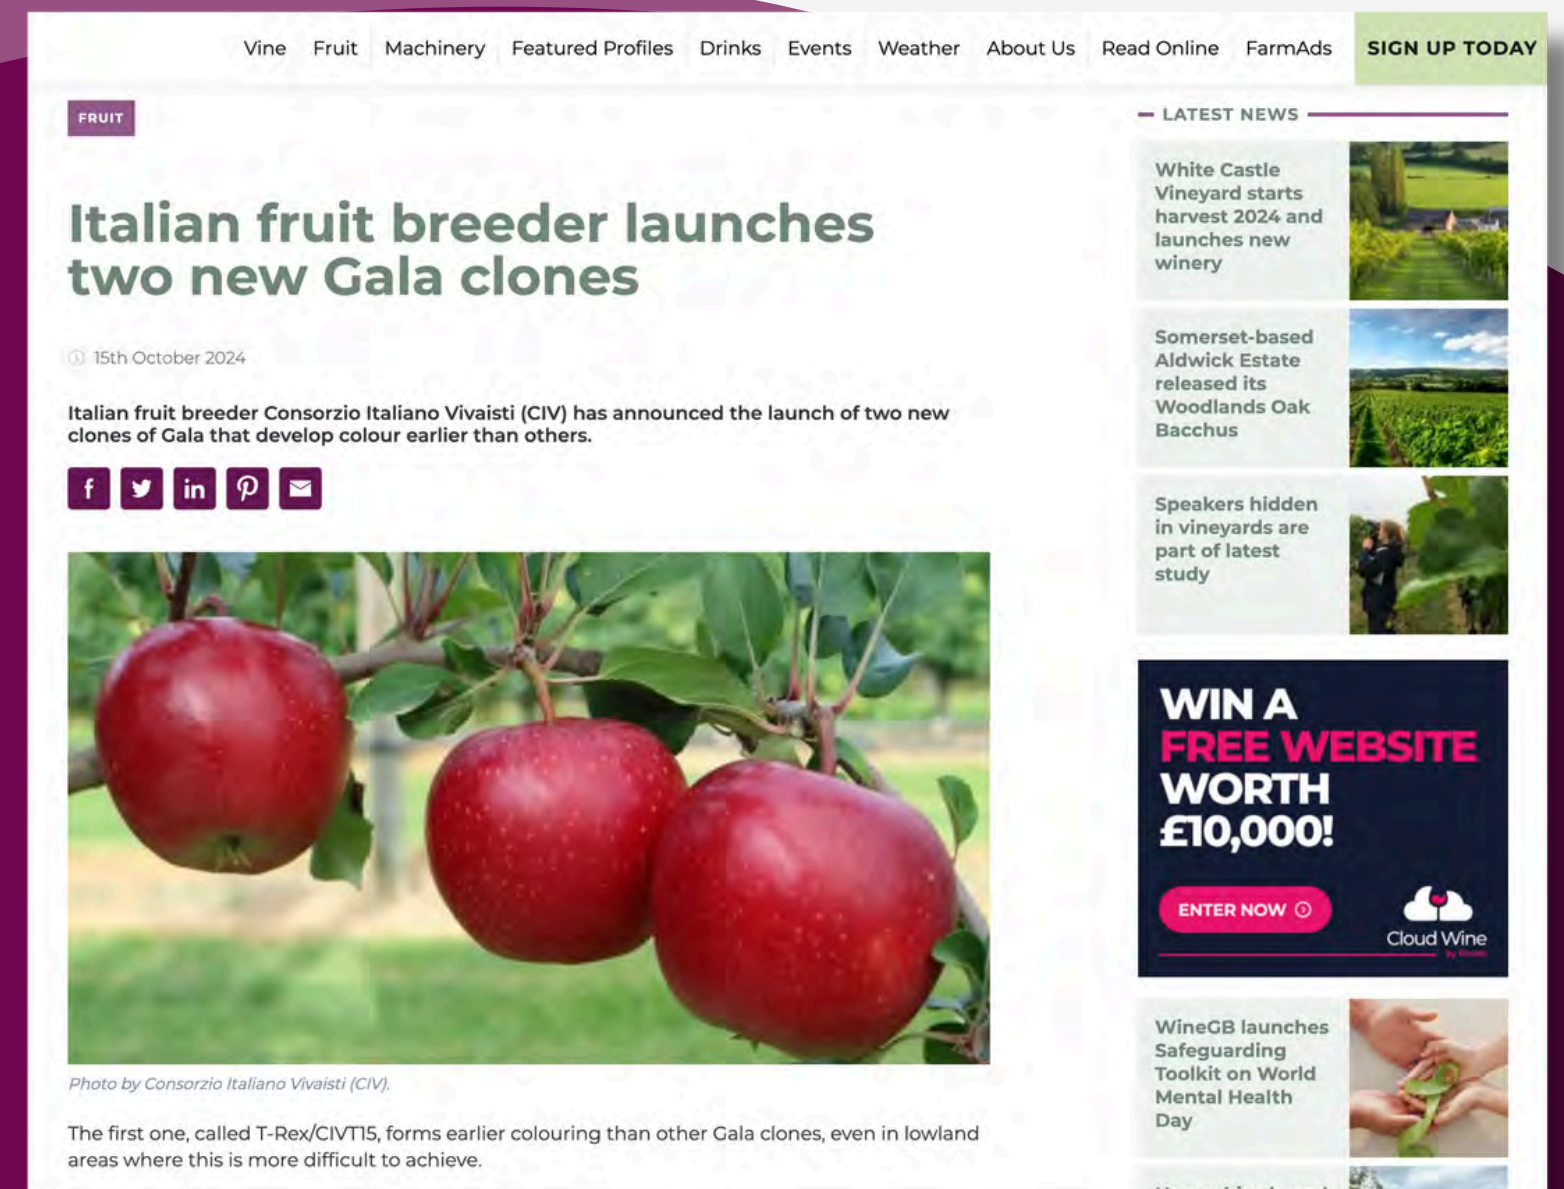 Vine Fruit Machinery Featured Profiles Drinks Events Weather About Us Read Online FarmAds SIGN UP TODAY
FRUIT
Italian fruit breeder launches
two new Gala clones
15th October 2024
Italian fruit breeder Consorzio Italiano Vivaisti (CIV) has announced the launch of two new
clones of Gala that develop colour earlier than others.
Photo by Consorzio Italiano Vivaisti (CIV).
The first one, called T-Rex/CIVT15, forms earlier colouring than other Gala clones, even in lowland
areas where this is more difficult to achieve.
LATEST NEWS
White Castle
Vineyard starts
harvest 2024 and
launches new
winery
Somerset-based
Aldwick Estate
released its
Woodlands Oak
Bacchus
Speakers hidden
in vineyards are
part of latest
study
WIN A
FREE WEBSITE
WORTH
£10,000!
ENTER NOW
Cloud Wine
WineGB launches
Safeguarding
Toolkit on World
Mental Health
Day